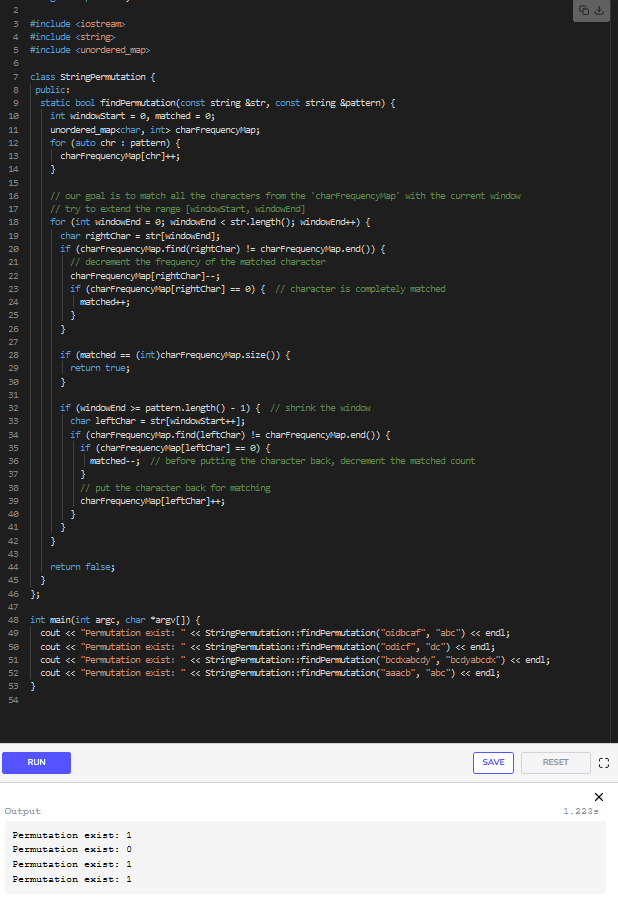 2
3 #include <iostream>
4 #include <string>
5 #include <unordered_map>
6
7 class StringPermutation {
8  public:
9   static bool findPermutation(const string &str, const string &pattern) {
10     int windowStart = 0, matched = 0;
11     unordered_map<char, int> charFrequencyMap;
12     for (auto chr : pattern) {
13       charFrequencyMap[chr]++;
14     }
15
16     // our goal is to match all the characters from the 'charFrequencyMap' with the current window
17     // try to extend the range [windowStart, windowEnd]
18     for (int windowEnd = 0; windowEnd < str.length(); windowEnd++) {
19       char rightChar = str[windowEnd];
20       if (charFrequencyMap.find(rightChar) != charFrequencyMap.end()) {
21         // decrement the frequency of the matched character
22         charFrequencyMap[rightChar]--;
23         if (charFrequencyMap[rightChar] == 0) {  // character is completely matched
24           matched++;
25         }
26       }
27
28       if (matched == (int)charFrequencyMap.size()) {
29         return true;
30       }
31
32       if (windowEnd >= pattern.length() - 1) {  // shrink the window
33         char leftChar = str[windowStart++];
34         if (charFrequencyMap.find(leftChar) != charFrequencyMap.end()) {
35           if (charFrequencyMap[leftChar] == 0) {
36             matched--;  // before putting the character back, decrement the matched count
37           }
38           // put the character back for matching
39           charFrequencyMap[leftChar]++;
40         }
41       }
42     }
43
44     return false;
45   }
46 };
47
48 int main(int argc, char *argv[]) {
49   cout << "Permutation exist: " << StringPermutation::findPermutation("oidbcaf", "abc") << endl;
50   cout << "Permutation exist: " << StringPermutation::findPermutation("odicf", "dc") << endl;
51   cout << "Permutation exist: " << StringPermutation::findPermutation("bcdxabcdy", "bcdyabcdx") << endl;
52   cout << "Permutation exist: " << StringPermutation::findPermutation("aaacb", "abc") << endl;
53 }
54
RUN SAVE RESET
Output 1.223s
Permutation exist: 1
Permutation exist: 0
Permutation exist: 1
Permutation exist: 1